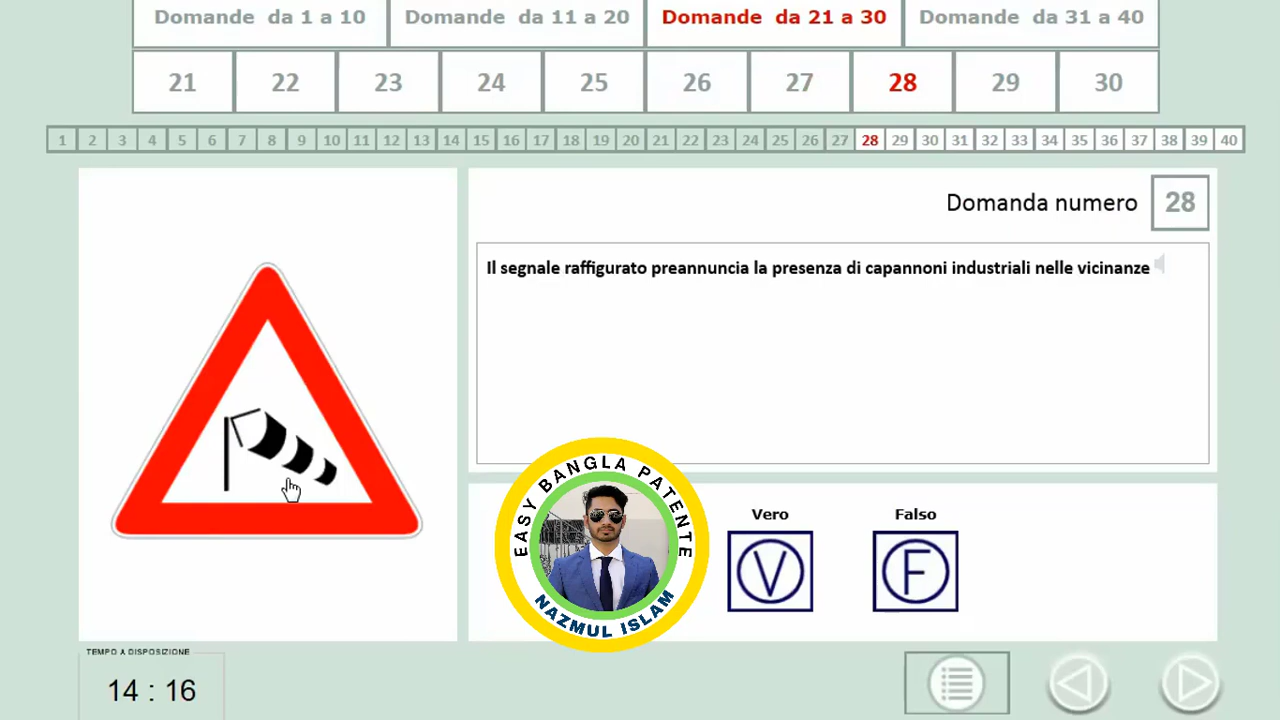 Domande da 1 a 10
Domande da 11 a 20
Domande da 21 a 30
Domande da 31 a 40
21 22 23 24 25 26 27 28 29 30
1 2 3 4 5 6 7 8 9 10 11 12 13 14 15 16 17 18 19 20 21 22 23 24 25 26 27 28 29 30 31 32 33 34 35 36 37 38 39 40
Domanda numero 28
Il segnale raffigurato preannuncia la presenza di capannoni industriali nelle vicinanze
EASY BANGLA PATENTE
NAZMUL ISLAM
Vero Falso
V F
TEMPO A DISPOSIZIONE
14 : 16